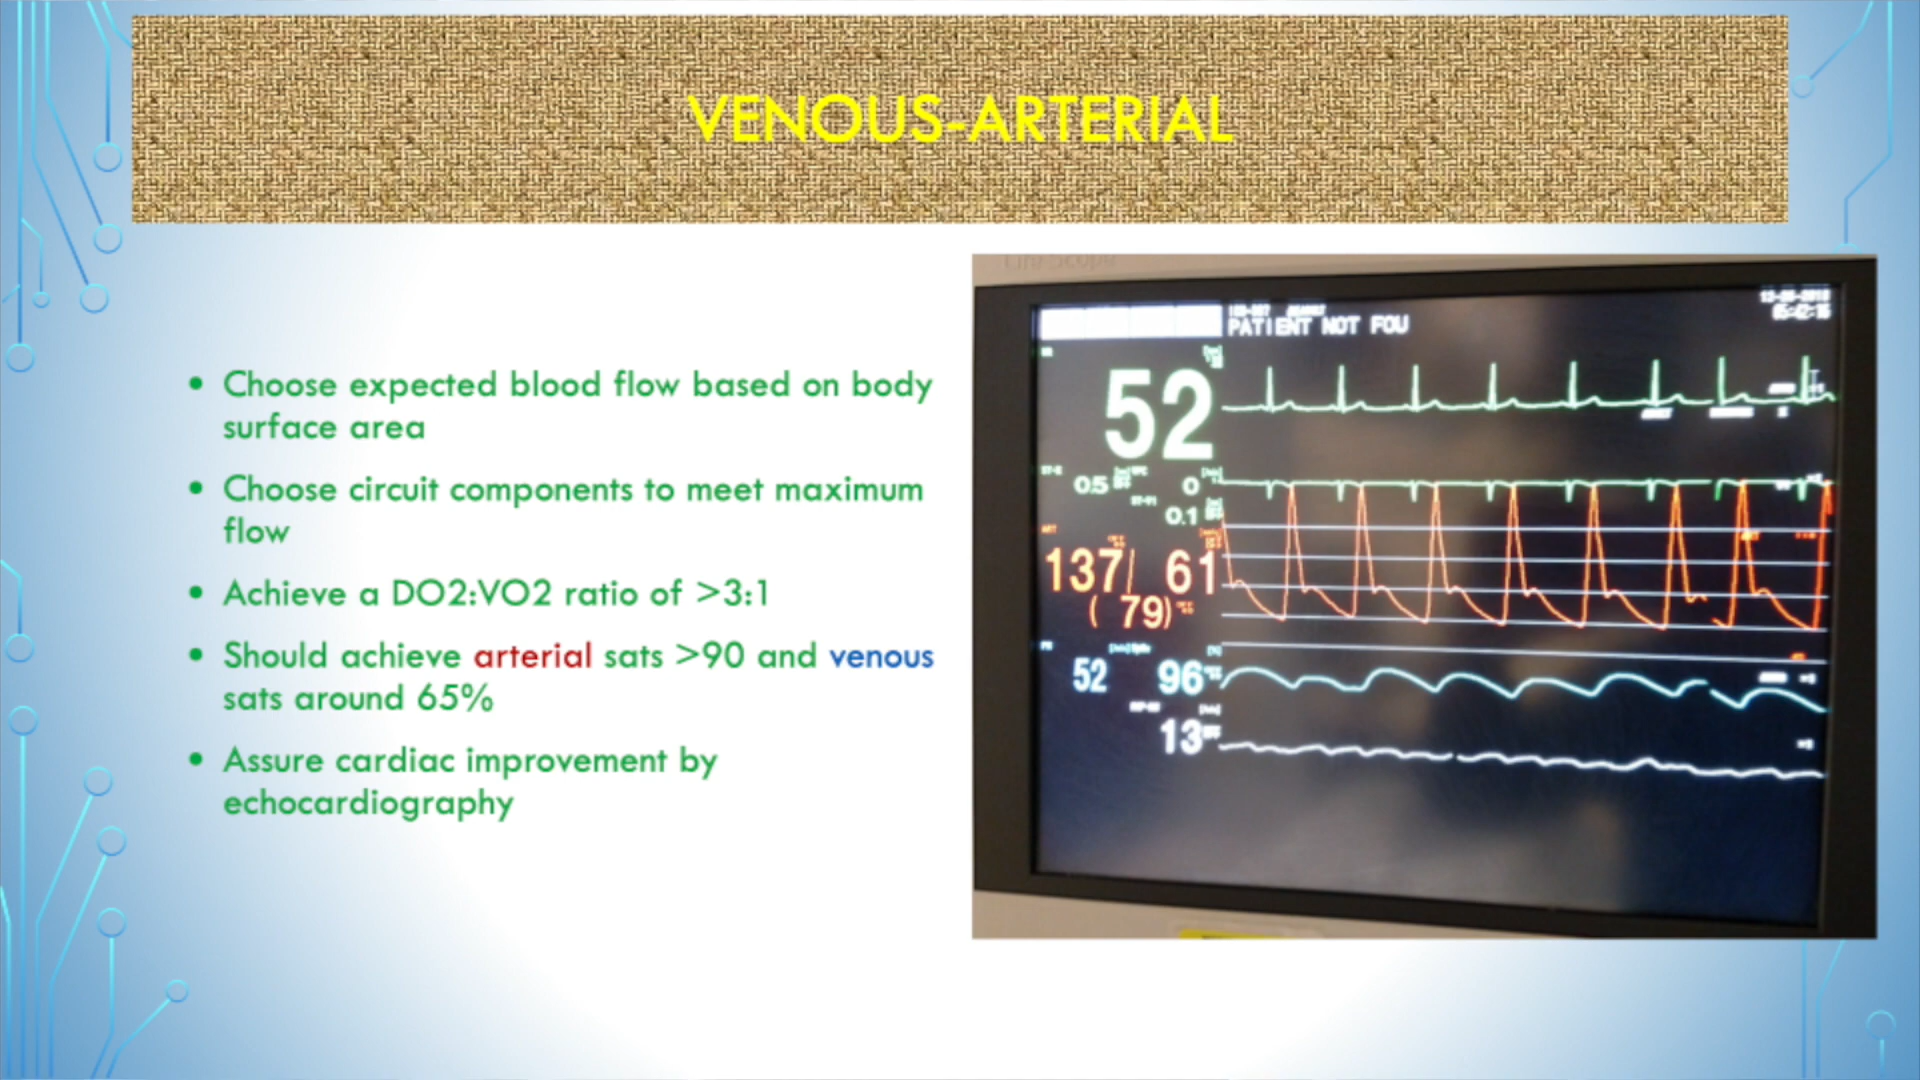 VENOUS-ARTERIAL
• Choose expected blood flow based on body
surface area
• Choose circuit components to meet maximum
flow
• Achieve a DO2:VO2 ratio of >3:1
• Should achieve arterial sats >90 and venous
sats around 65%
• Assure cardiac improvement by
echocardiography
PATIENT NOT FOU
52
0.5
0
0.1
137/ 61
( 79)
52
96
13